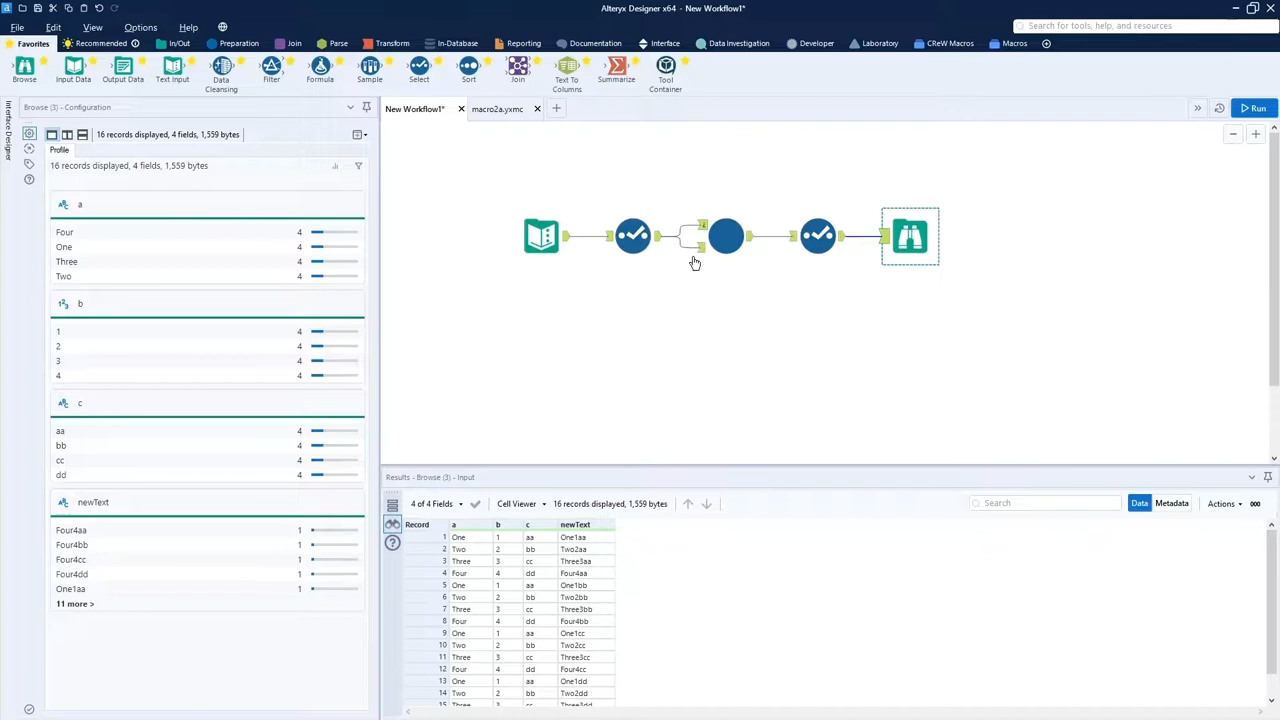 Alteryx Designer x64 - New Workflow1*
File Edit View Options Help
Search for tools, help, and resources
Favorites Recommended In/Out Preparation Join Parse Transform In-Database Reporting Documentation Interface Data Investigation Developer Laboratory CReW Macros Macros
Browse Input Data Output Data Text Input Data Cleansing Filter Formula Sample Select Sort Join Text To Columns Summarize Tool Container
Interface Designer
Browse (3) - Configuration
New Workflow1* macro2a.yxmc
Run
16 records displayed, 4 fields, 1,559 bytes
Profile
16 records displayed, 4 fields, 1,559 bytes
a
Four 4
One 4
Three 4
Two 4
123 b
1 4
2 4
3 4
4 4
c
aa 4
bb 4
cc 4
dd 4
newText
Four4aa 1
Four4bb 1
Four4cc 1
Four4dd 1
One1aa 1
11 more >
Results - Browse (3) - Input
4 of 4 Fields Cell Viewer 16 records displayed, 1,559 bytes Search Data Metadata Actions 000
Record a b c newText
1 One 1 aa One1aa
2 Two 2 bb Two2aa
3 Three 3 cc Three3aa
4 Four 4 dd Four4aa
5 One 1 aa One1bb
6 Two 2 bb Two2bb
7 Three 3 cc Three3bb
8 Four 4 dd Four4bb
9 One 1 aa One1cc
10 Two 2 bb Two2cc
11 Three 3 cc Three3cc
12 Four 4 dd Four4cc
13 One 1 aa One1dd
14 Two 2 bb Two2dd
15 Three 3 cc Three3dd